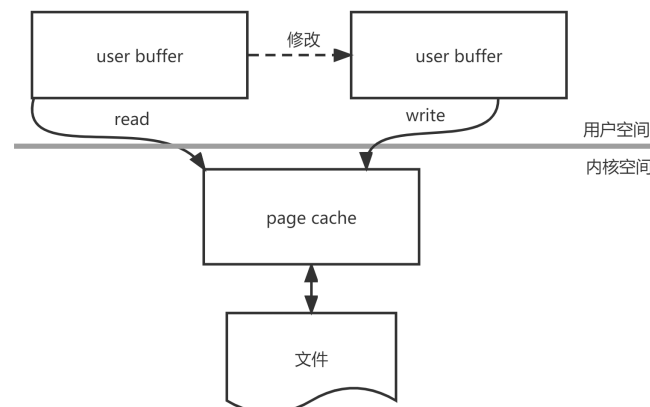 修改
user buffer
user buffer
read
write
用户空间
内核空间
page cache
文件